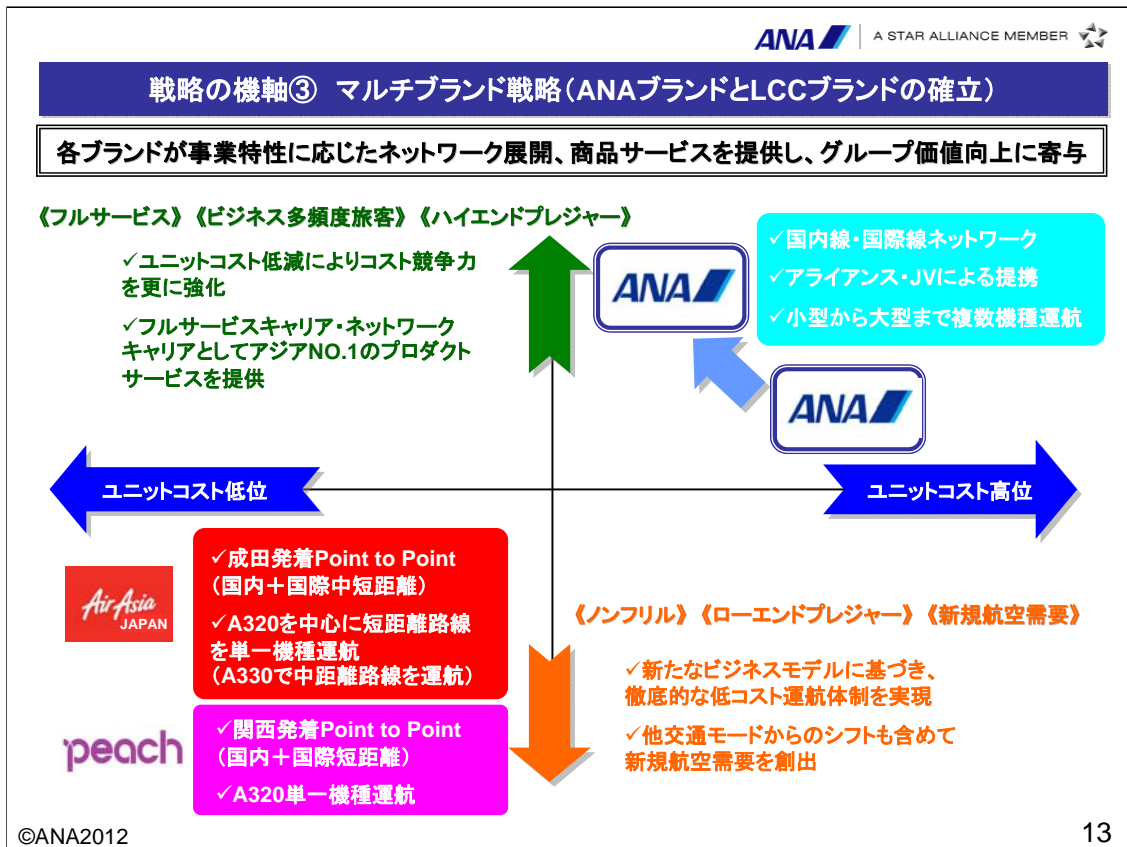 ANA A STAR ALLIANCE MEMBER
戦略の機軸③ マルチブランド戦略(ANAブランドとLCCブランドの確立)
各ブランドが事業特性に応じたネットワーク展開、商品サービスを提供し、グループ価値向上に寄与
《フルサービス》《ビジネス多頻度旅客》《ハイエンドプレジャー》
✓ユニットコスト低減によりコスト競争力
を更に強化
✓フルサービスキャリア・ネットワーク
キャリアとしてアジアNO.1のプロダクト
サービスを提供
ANA
✓国内線・国際線ネットワーク
✓アライアンス・JVによる提携
✓小型から大型まで複数機種運航
ANA
ユニットコスト低位
ユニットコスト高位
AirAsia
JAPAN
✓成田発着Point to Point
(国内+国際中短距離)
✓A320を中心に短距離路線
を単一機種運航
(A330で中距離路線を運航)
peach
✓関西発着Point to Point
(国内+国際短距離)
✓A320単一機種運航
《ノンフリル》《ローエンドプレジャー》《新規航空需要》
✓新たなビジネスモデルに基づき、
徹底的な低コスト運航体制を実現
✓他交通モードからのシフトも含めて
新規航空需要を創出
©ANA2012
13